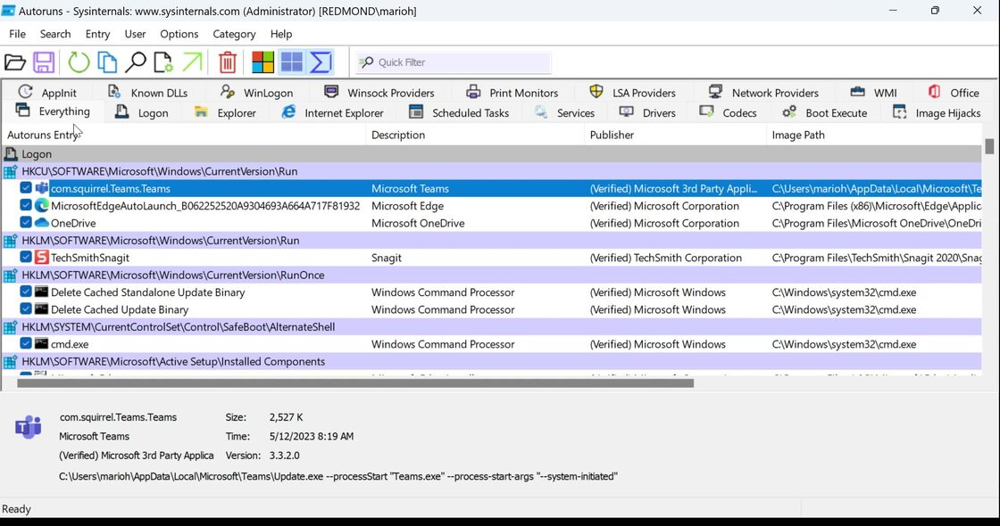 Autoruns - Sysinternals: www.sysinternals.com (Administrator) [REDMOND\marioh]
File Search Entry User Options Category Help
Quick Filter
AppInit Known DLLs WinLogon Winsock Providers Print Monitors LSA Providers Network Providers WMI Office
Everything Logon Explorer Internet Explorer Scheduled Tasks Services Drivers Codecs Boot Execute Image Hijacks
Autoruns Entry Description Publisher Image Path
Logon
HKCU\SOFTWARE\Microsoft\Windows\CurrentVersion\Run
com.squirrel.Teams.Teams Microsoft Teams (Verified) Microsoft 3rd Party Appli... C:\Users\marioh\AppData\Local\Microsoft\Te
MicrosoftEdgeAutoLaunch_B062252520A9304693A664A717F81932 Microsoft Edge (Verified) Microsoft Corporation C:\Program Files (x86)\Microsoft\Edge\Applic
OneDrive Microsoft OneDrive (Verified) Microsoft Corporation C:\Program Files\Microsoft OneDrive\OneDri
HKLM\SOFTWARE\Microsoft\Windows\CurrentVersion\Run
TechSmithSnagit Snagit (Verified) TechSmith Corporation C:\Program Files\TechSmith\Snagit 2020\Snag
HKLM\SOFTWARE\Microsoft\Windows\CurrentVersion\RunOnce
Delete Cached Standalone Update Binary Windows Command Processor (Verified) Microsoft Windows C:\Windows\system32\cmd.exe
Delete Cached Update Binary Windows Command Processor (Verified) Microsoft Windows C:\Windows\system32\cmd.exe
HKLM\SYSTEM\CurrentControlSet\Control\SafeBoot\AlternateShell
cmd.exe Windows Command Processor (Verified) Microsoft Windows C:\Windows\system32\cmd.exe
HKLM\SOFTWARE\Microsoft\Active Setup\Installed Components
com.squirrel.Teams.Teams Size: 2,527 K
Microsoft Teams Time: 5/12/2023 8:19 AM
(Verified) Microsoft 3rd Party Applica Version: 3.3.2.0
C:\Users\marioh\AppData\Local\Microsoft\Teams\Update.exe --processStart "Teams.exe" --process-start-args "--system-initiated"
Ready